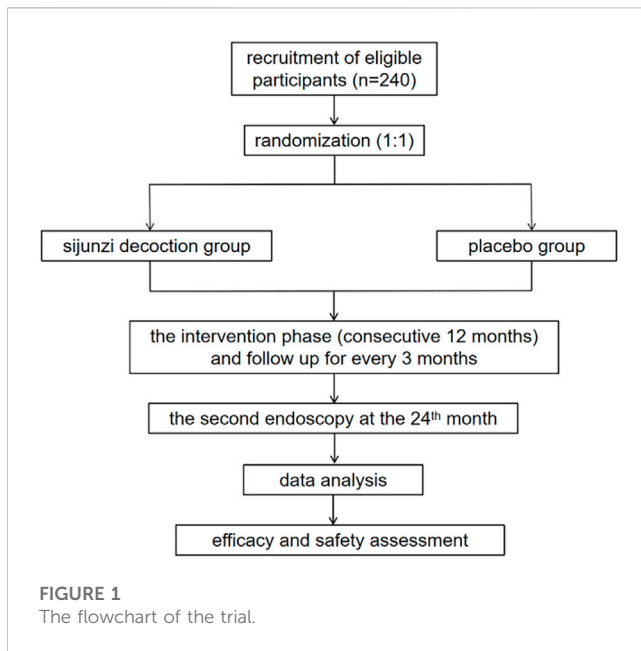 recruitment of eligible
participants (n=240)
randomization (1:1)
sijunzi decoction group
placebo group
the intervention phase (consecutive 12 months)
and follow up for every 3 months
the second endoscopy at the 24th month
data analysis
efficacy and safety assessment
FIGURE 1
The flowchart of the trial.